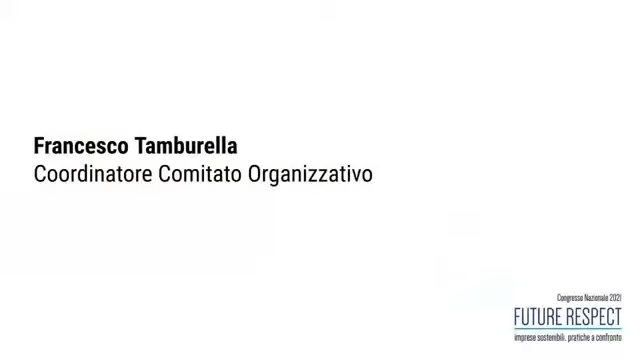 Francesco Tamburella
Coordinatore Comitato Organizzativo
Congresso Nazionale 2021
FUTURE RESPECT
imprese sostenibili, pratiche a confronto